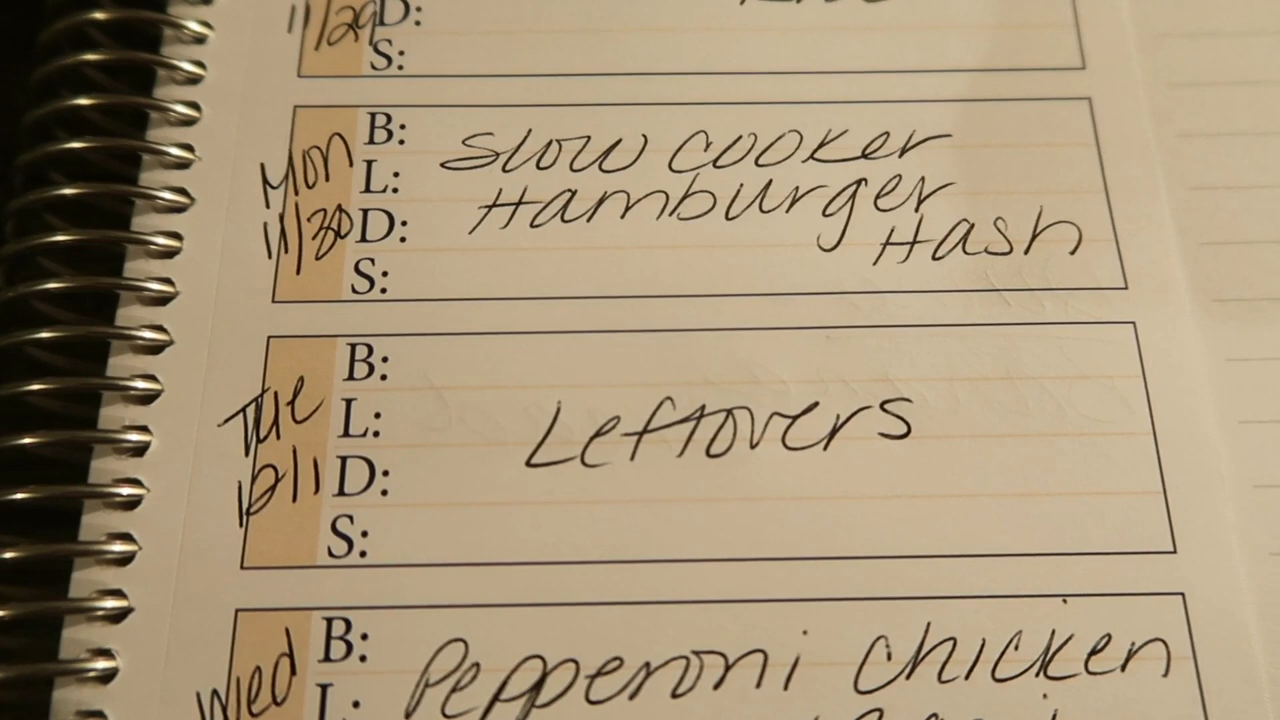 11/29 D:
S:
Mon
11/30
B: Slow cooker
L: Hamburger
D: Hash
S:
Tue
12/1
B:
L: Leftovers
D:
S:
Wed
B: Pepperoni Chicken
L: